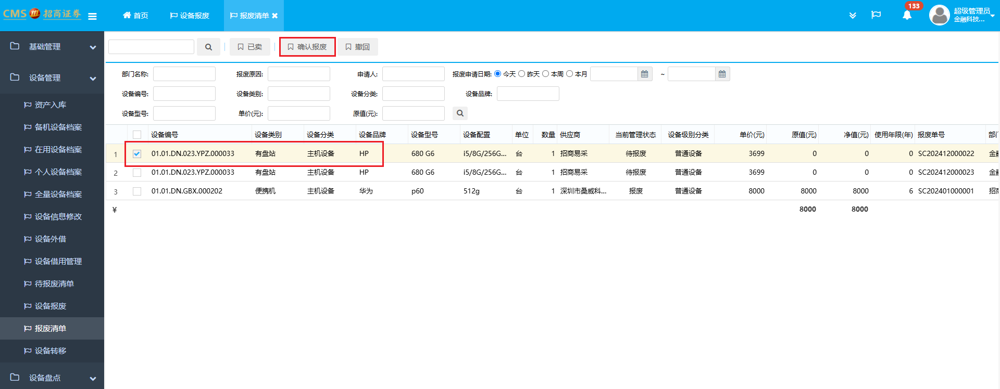 CMS 招商证券
首页
设备报废
报废清单
133
超级管理员
金融科技...
基础管理
设备管理
资产入库
备机设备档案
在用设备档案
个人设备档案
全量设备档案
设备信息修改
设备外借
设备借用管理
待报废清单
设备报废
报废清单
设备转移
设备盘点
已卖
确认报废
撤回
部门名称: 报废原因: 申请人: 报废申请日期: 今天 昨天 本周 本月 ~
设备编号: 设备类别: 设备分类: 设备品牌:
设备型号: 单价(元): 原值(元):
设备编号 设备类别 设备分类 设备品牌 设备型号 设备配置 单位 数量 供应商 当前管理状态 设备级别分类 单价(元) 原值(元) 净值(元) 使用年限(年) 报废单号 部门
1 01.01.DN.023.YPZ.000033 有盘站 主机设备 HP 680 G6 i5/8G/256G... 台 1 招商易采 待报废 普通设备 3699 0 0 0 SC202412000022 金融
2 01.01.DN.023.YPZ.000033 有盘站 主机设备 HP 680 G6 i5/8G/256G... 台 1 招商易采 待报废 普通设备 3699 0 0 0 SC202412000023 金融
3 01.01.DN.GBX.000202 便携机 主机设备 华为 p60 512g 台 1 深圳市桑威科... 报废 普通设备 8000 8000 8000 6 SC202401000001 招
¥ 8000 8000